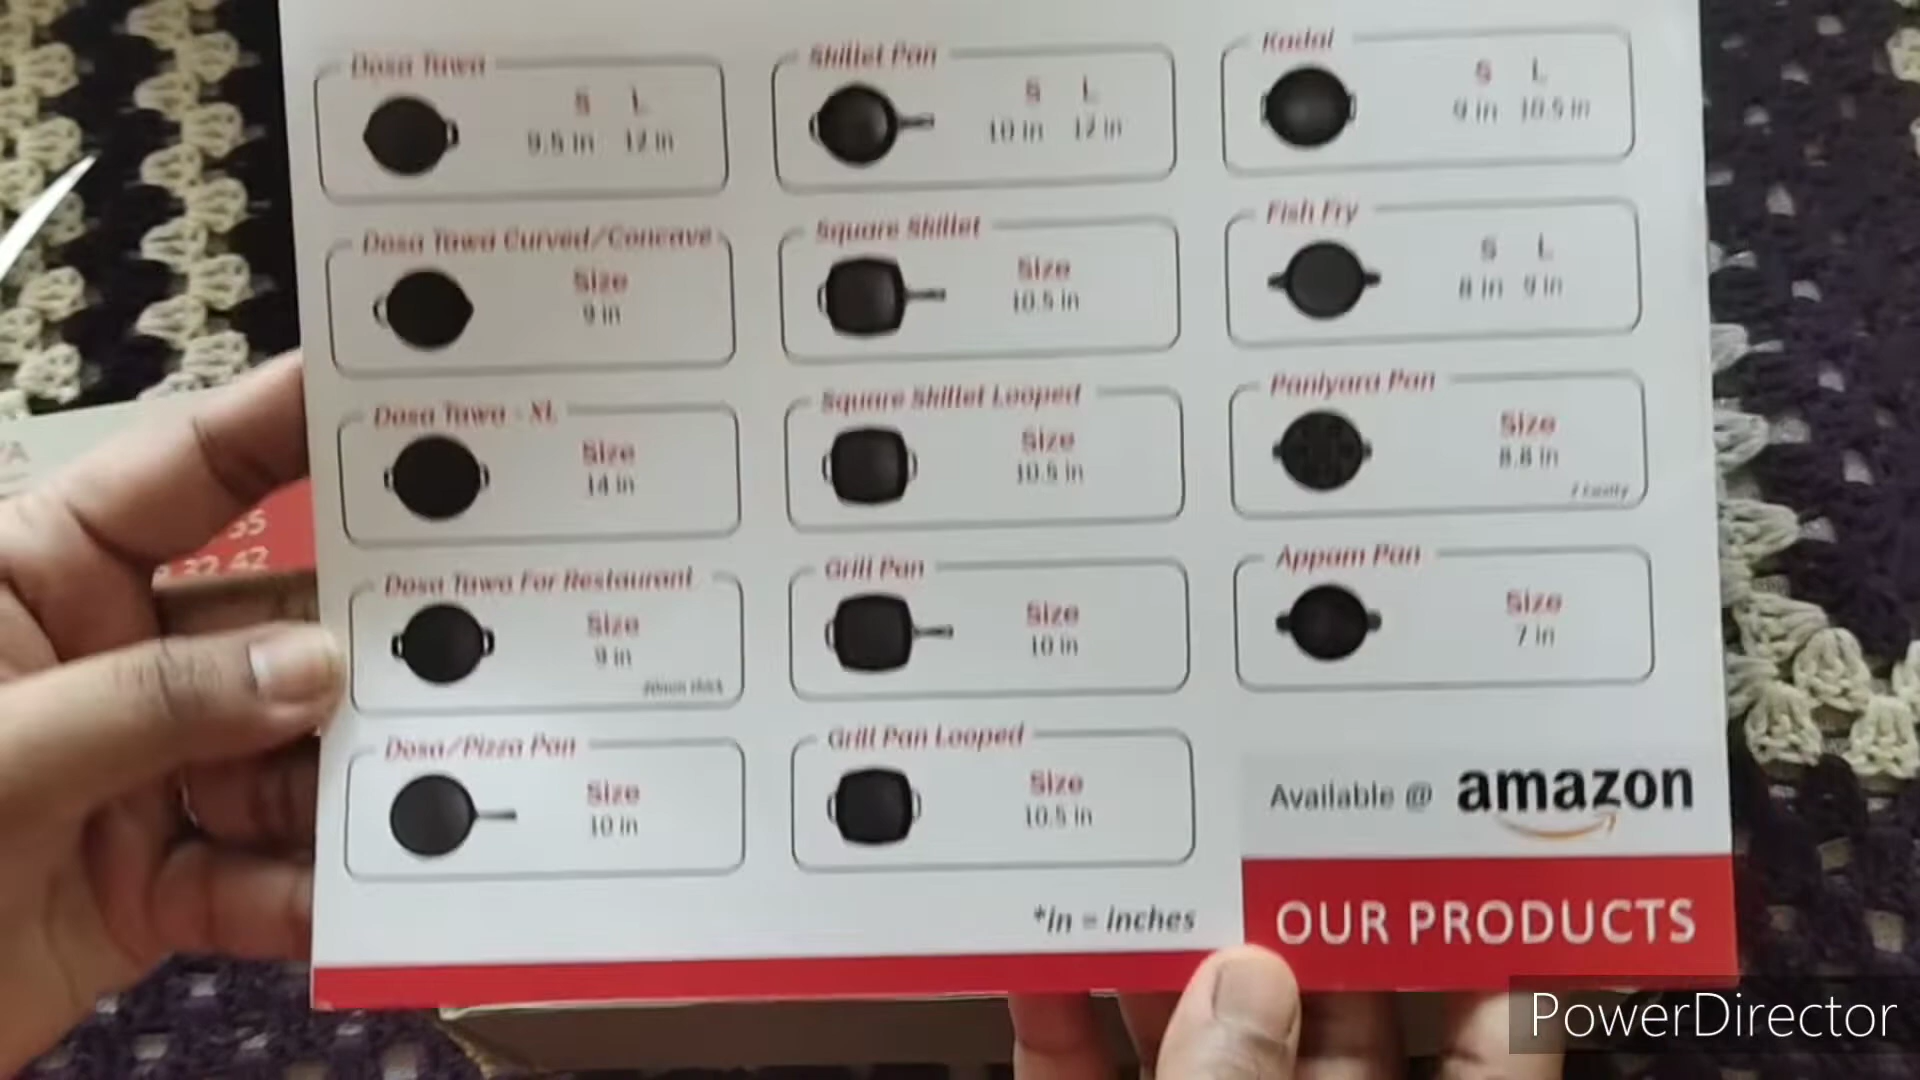 Dosa Tawa
S L
9.5 in 12 in
Dosa Tawa Curved/Concave
Size
9 in
Dosa Tawa - XL
Size
14 in
Dosa Tawa For Restaurant
Size
9 in
Dosa/Pizza Pan
Size
10 in
Skillet Pan
S L
10 in 12 in
Square Skillet
Size
10.5 in
Square Skillet Looped
Size
10.5 in
Grill Pan
Size
10 in
Grill Pan Looped
Size
10.5 in
Kadai
S L
9 in 10.5 in
Fish Fry
S L
8 in 9 in
Paniyara Pan
Size
8.8 in
7 Cavity
Appam Pan
Size
7 in
Available @ amazon
*in = inches
OUR PRODUCTS
PowerDirector